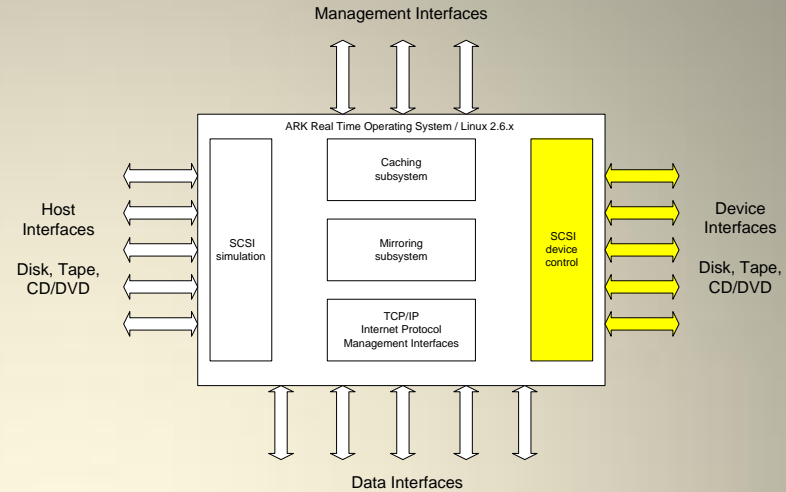 Management Interfaces
ARK Real Time Operating System / Linux 2.6.x
Host
Interfaces
Disk, Tape,
CD/DVD
SCSI
simulation
Caching
subsystem
Mirroring
subsystem
TCP/IP
Internet Protocol
Management Interfaces
SCSI
device
control
Device
Interfaces
Disk, Tape,
CD/DVD
Data Interfaces